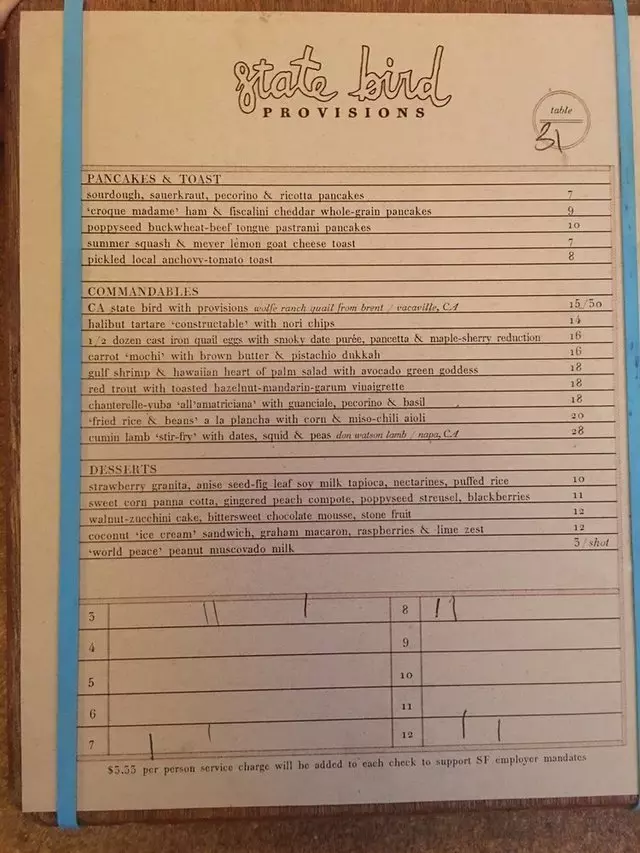 state bird
PROVISIONS
table
31
PANCAKES & TOAST
sourdough, sauerkraut, pecorino & ricotta pancakes 7
'croque madame' ham & fiscalini cheddar whole-grain pancakes 9
poppyseed buckwheat-beef tongue pastrami pancakes 10
summer squash & meyer lemon goat cheese toast 7
pickled local anchovy-tomato toast 8
COMMANDABLES
CA state bird with provisions wolfe ranch quail from brent / vacaville, CA 15/30
halibut tartare 'constructable' with nori chips 14
1/2 dozen cast iron quail eggs with smoky date purée, pancetta & maple-sherry reduction 16
carrot 'mochi' with brown butter & pistachio dukkah 16
gulf shrimp & hawaiian heart of palm salad with avocado green goddess 18
red trout with toasted hazelnut-mandarin-garum vinaigrette 18
chanterelle-yuba 'all'amatriciana' with guanciale, pecorino & basil 18
'fried rice & beans' a la plancha with corn & miso-chili aioli 20
cumin lamb 'stir-fry' with dates, squid & peas don watson lamb / napa, CA 28
DESSERTS
strawberry granita, anise seed-fig leaf soy milk tapioca, nectarines, puffed rice 10
sweet corn panna cotta, gingered peach compote, poppyseed streusel, blackberries 11
walnut-zucchini cake, bittersweet chocolate mousse, stone fruit 12
coconut 'ice cream' sandwich, graham macaron, raspberries & lime zest 12
'world peace' peanut muscovado milk 3/shot
3 8
4 9
5 10
6 11
7 12
$5.55 per person service charge will be added to each check to support SF employer mandates